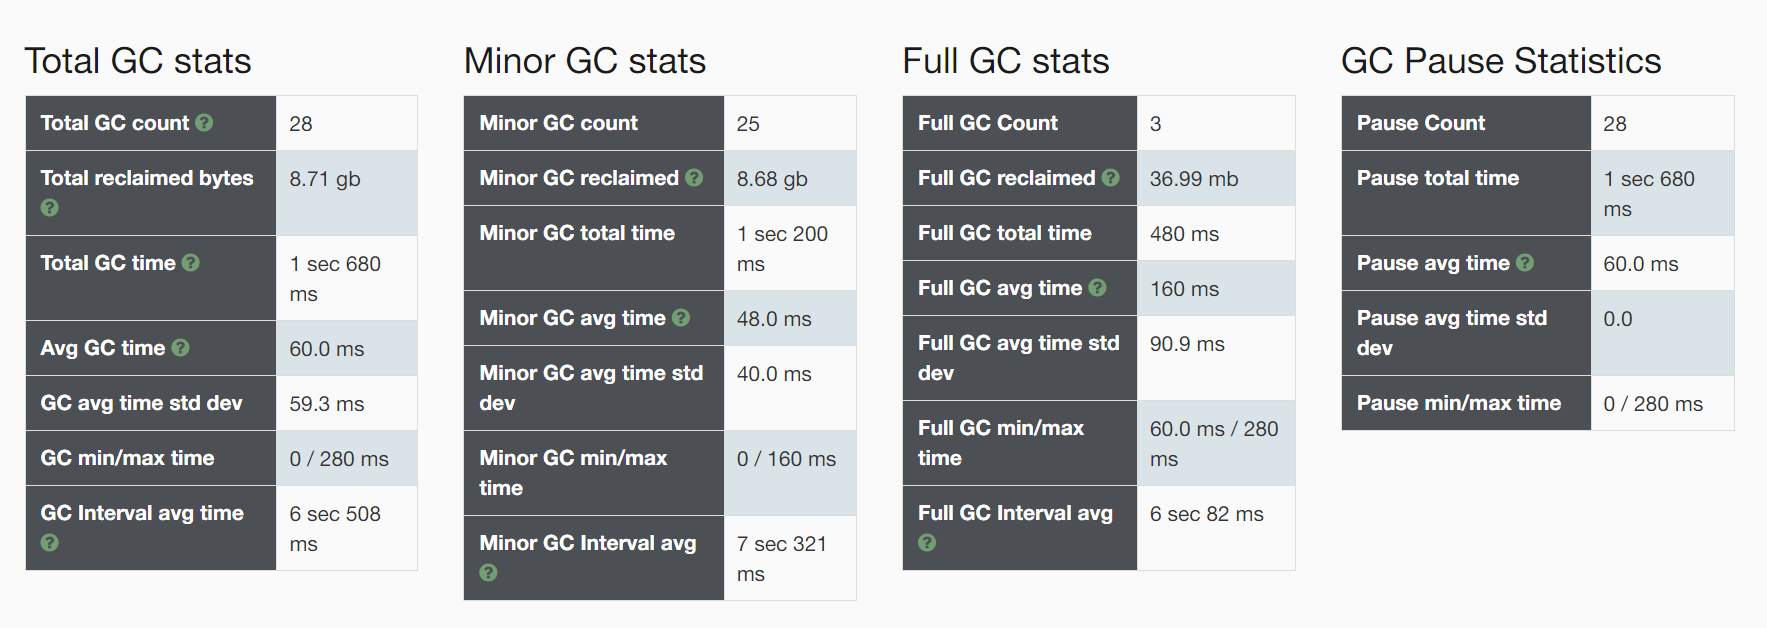 Total GC stats
Total GC count ?
28
Total reclaimed bytes
?
8.71 gb
Total GC time ?
1 sec 680
ms
Avg GC time ?
60.0 ms
GC avg time std dev
59.3 ms
GC min/max time
0 / 280 ms
GC Interval avg time
?
6 sec 508
ms
Minor GC stats
Minor GC count
25
Minor GC reclaimed ?
8.68 gb
Minor GC total time
1 sec 200
ms
Minor GC avg time ?
48.0 ms
Minor GC avg time std
dev
40.0 ms
Minor GC min/max
time
0 / 160 ms
Minor GC Interval avg
?
7 sec 321
ms
Full GC stats
Full GC Count
3
Full GC reclaimed ?
36.99 mb
Full GC total time
480 ms
Full GC avg time ?
160 ms
Full GC avg time std
dev
90.9 ms
Full GC min/max
time
60.0 ms / 280
ms
Full GC Interval avg
?
6 sec 82 ms
GC Pause Statistics
Pause Count
28
Pause total time
1 sec 680
ms
Pause avg time ?
60.0 ms
Pause avg time std
dev
0.0
Pause min/max time
0 / 280 ms